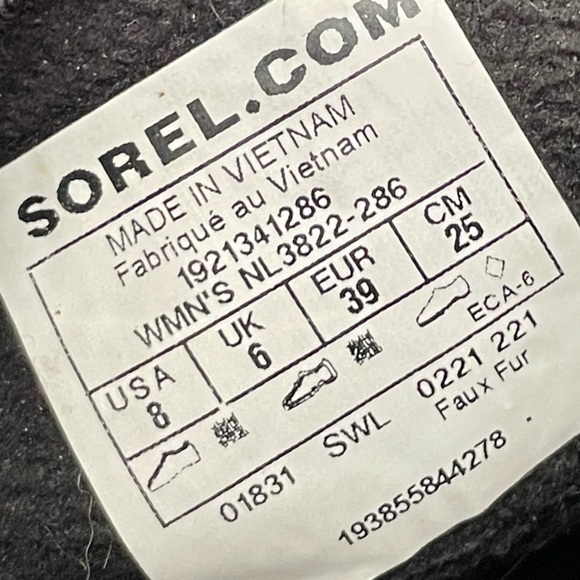 SOREL.COM
MADE IN VIETNAM
Fabriqué au Vietnam
1921341286
WMN'S NL3822-286
USA UK EUR CM
8 6 39 25
ECA-6
01831 SWL 0221 221
Faux Fur
193855844278